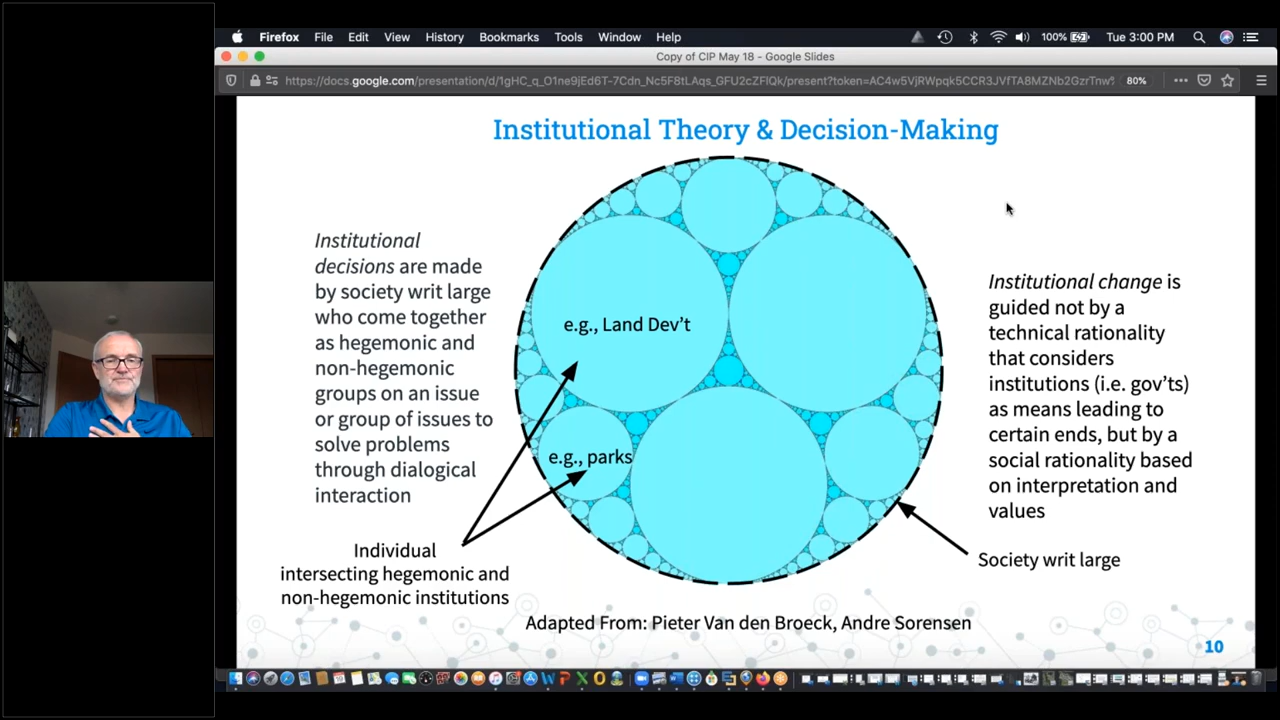 Firefox File Edit View History Bookmarks Tools Window Help 100% Tue 3:00 PM
Copy of CIP May 18 - Google Slides
80%
Institutional Theory & Decision-Making
Institutional
decisions are made
by society writ large
who come together
as hegemonic and
non-hegemonic
groups on an issue
or group of issues to
solve problems
through dialogical
interaction
e.g., Land Dev't
e.g., parks
Individual
intersecting hegemonic and
non-hegemonic institutions
Institutional change is
guided not by a
technical rationality
that considers
institutions (i.e. gov'ts)
as means leading to
certain ends, but by a
social rationality based
on interpretation and
values
Society writ large
Adapted From: Pieter Van den Broeck, Andre Sorensen
10